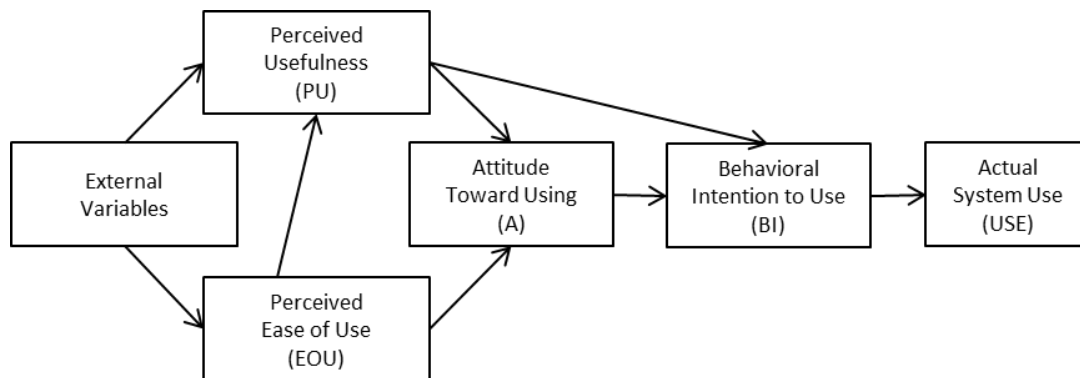 Perceived
Usefulness
(PU)
External
Variables
Attitude
Toward Using
(A)
Behavioral
Intention to Use
(BI)
Actual
System Use
(USE)
Perceived
Ease of Use
(EOU)